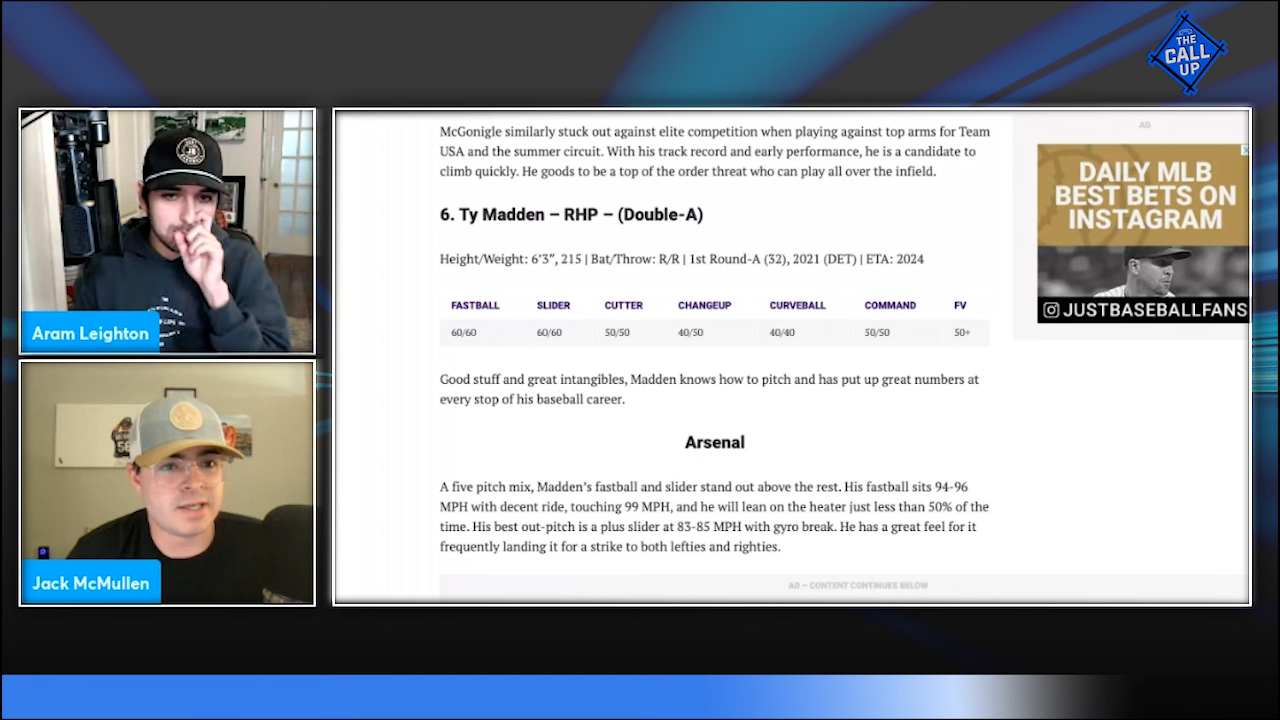 THE
CALL
UP
McGonigle similarly stuck out against elite competition when playing against top arms for Team
USA and the summer circuit. With his track record and early performance, he is a candidate to
climb quickly. He goods to be a top of the order threat who can play all over the infield.
6. Ty Madden – RHP – (Double-A)
Height/Weight: 6'3", 215 | Bat/Throw: R/R | 1st Round-A (32), 2021 (DET) | ETA: 2024
FASTBALL SLIDER CUTTER CHANGEUP CURVEBALL COMMAND FV
60/60 60/60 50/50 40/50 40/40 50/50 50+
Good stuff and great intangibles, Madden knows how to pitch and has put up great numbers at
every stop of his baseball career.
Arsenal
A five pitch mix, Madden's fastball and slider stand out above the rest. His fastball sits 94-96
MPH with decent ride, touching 99 MPH, and he will lean on the heater just less than 50% of the
time. His best out-pitch is a plus slider at 83-85 MPH with gyro break. He has a great feel for it
frequently landing it for a strike to both lefties and righties.
AD – CONTENT CONTINUES BELOW
AD
DAILY MLB
BEST BETS ON
INSTAGRAM
JUSTBASEBALLFANS
Aram Leighton
Jack McMullen